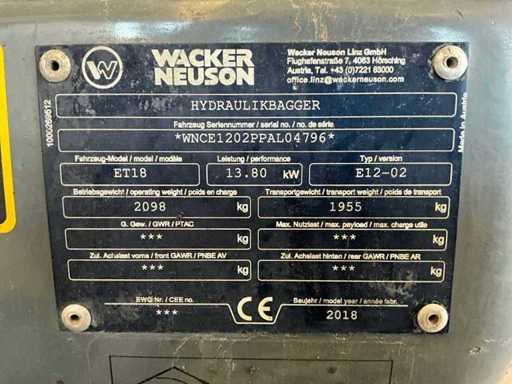 WACKER
NEUSON
Wacker Neuson Linz GmbH
Flughafenstraße 7, 4063 Hörsching
Austria, Tel. +43 (0)7221 63000
office.linz@wackerneuson.com
HYDRAULIKBAGGER
Fahrzeug Seriennummer / serial no. / no. de série
*WNCE1202PPAL04796*
Fahrzeug-Model / model / modèle
Leistung / performance
Typ / version
ET18
13.80 kW
E12-02
Betriebsgewicht / operating weight / poids en charge
Transportgewicht / transport weight / poids de transport
2098 kg
1955 kg
G. Gew. / GWR / PTAC
Max. Nutzlast / max. payload / max. charge utile
*** kg
*** kg
Zul. Achslast vorne / front GAWR / PNBE AV
Zul. Achslast hinten / rear GAWR / PNBE AR
*** kg
*** kg
EWG Nr. / CEE no.
***
CE
Baujahr / model year / année fabr.
2018
Made in Austria
1000269512